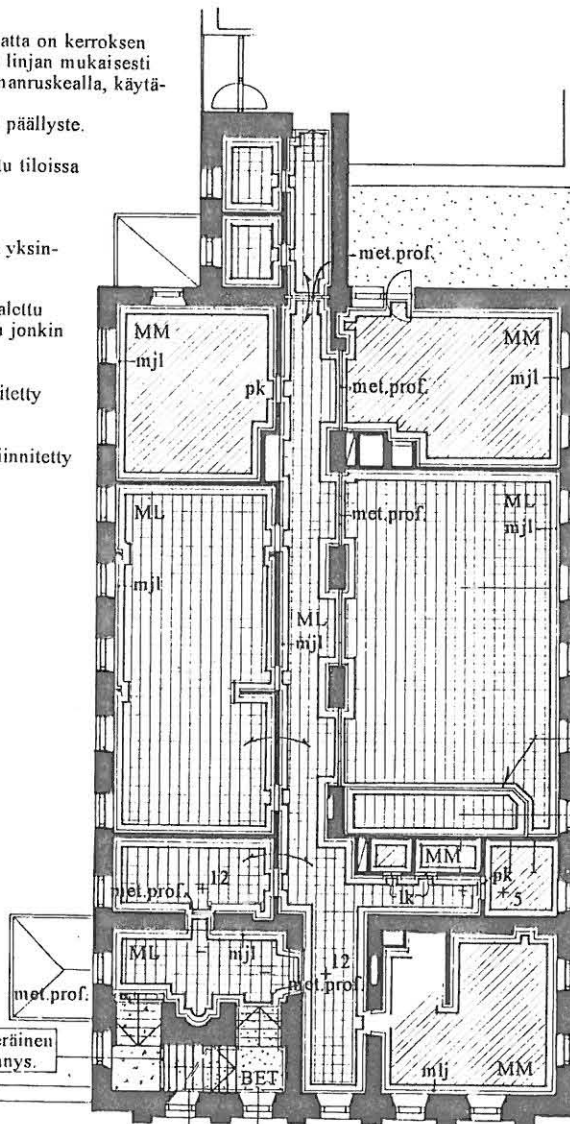 atta on kerroksen
linjan mukaisesti
nanruskealla, käytä-
päällyste.
u tiloissa
yksin-
alettu
jonkin
itetty
iinnitetty
met.prof.
MM
mjl
pk
met.prof.
MM
mjl
ML
mjl
met.prof.
ML
mjl
ML
mjl
MM
pk
lk
5
12
met.prof.
ML
mjl
12
met.prof.
met.prof.
eräinen
nys.
BET
mlj
MM